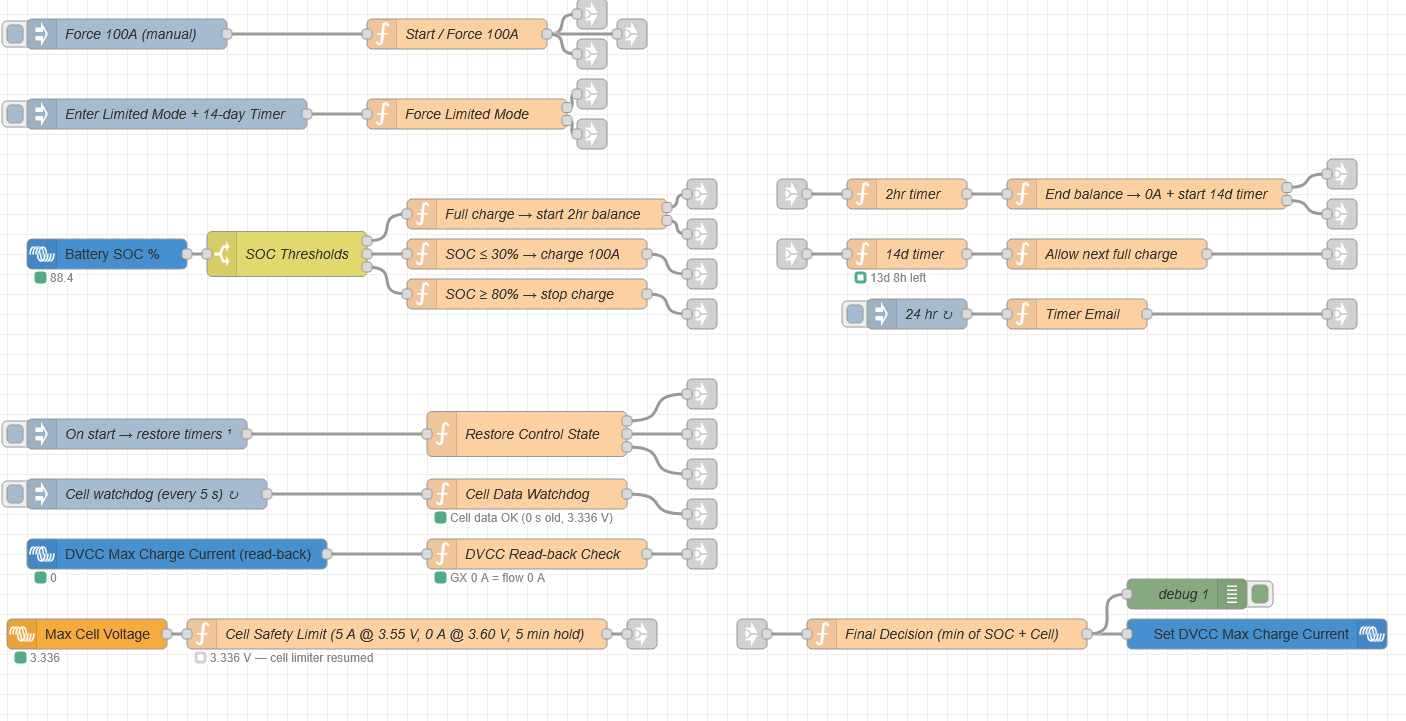 Force 100A (manual)
Start / Force 100A
Enter Limited Mode + 14-day Timer
Force Limited Mode
2hr timer
End balance → 0A + start 14d timer
Full charge → start 2hr balance
Battery SOC %
SOC Thresholds
SOC ≤ 30% → charge 100A
14d timer
Allow next full charge
88.4
13d 8h left
SOC ≥ 80% → stop charge
24 hr ↻
Timer Email
On start → restore timers ¹
Restore Control State
Cell watchdog (every 5 s) ↻
Cell Data Watchdog
Cell data OK (0 s old, 3.336 V)
DVCC Max Charge Current (read-back)
DVCC Read-back Check
0
GX 0 A = flow 0 A
debug 1
Max Cell Voltage
Cell Safety Limit (5 A @ 3.55 V, 0 A @ 3.60 V, 5 min hold)
Final Decision (min of SOC + Cell)
Set DVCC Max Charge Current
3.336
3.336 V — cell limiter resumed